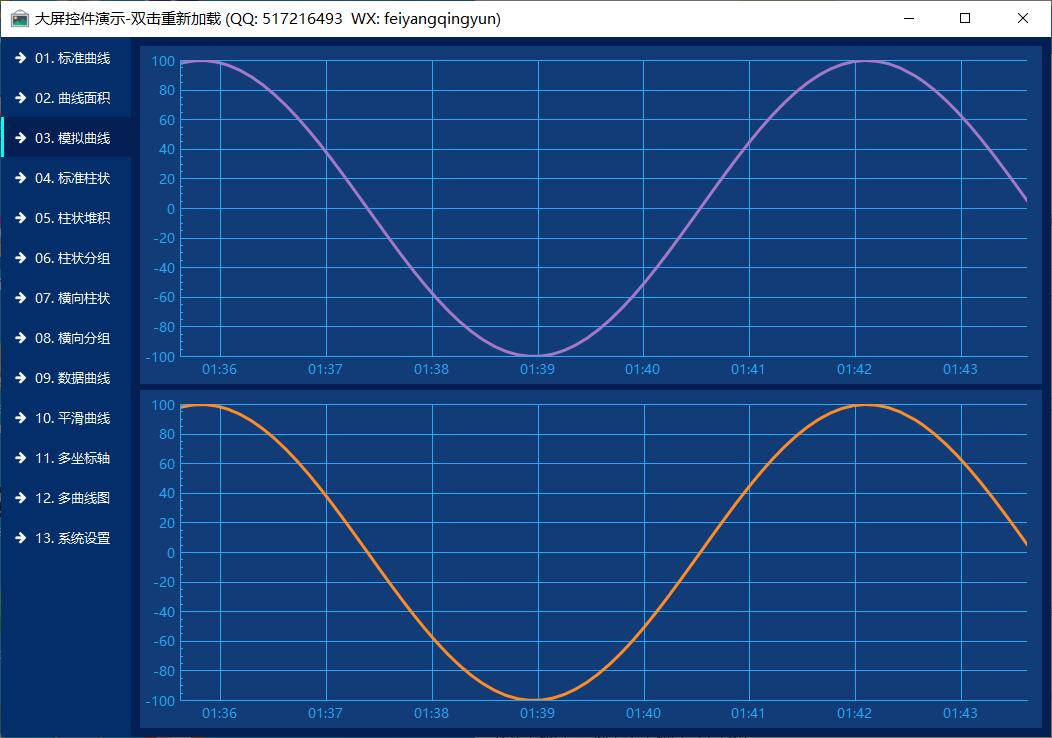 大屏控件演示-双击重新加载 (QQ: 517216493  WX: feiyangqingyun)
01. 标准曲线
02. 曲线面积
03. 模拟曲线
04. 标准柱状
05. 柱状堆积
06. 柱状分组
07. 横向柱状
08. 横向分组
09. 数据曲线
10. 平滑曲线
11. 多坐标轴
12. 多曲线图
13. 系统设置
100
80
60
40
20
0
-20
-40
-60
-80
-100
01:36 01:37 01:38 01:39 01:40 01:41 01:42 01:43
100
80
60
40
20
0
-20
-40
-60
-80
-100
01:36 01:37 01:38 01:39 01:40 01:41 01:42 01:43